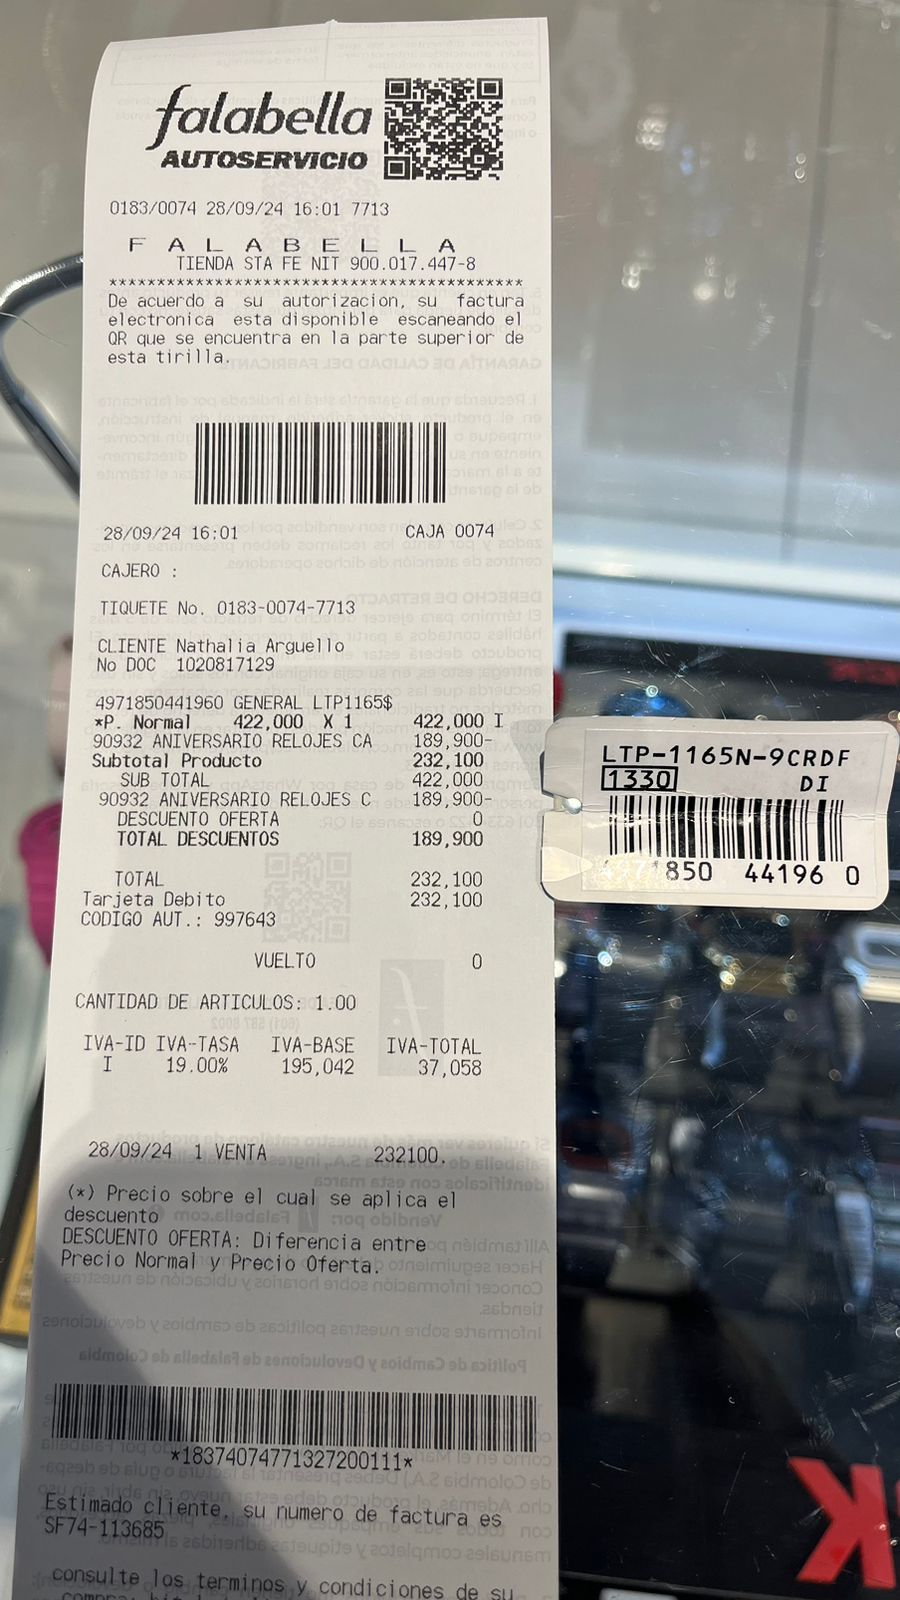 falabella
AUTOSERVICIO
0183/0074 28/09/24 16:01 7713
F A L A B E L L A
TIENDA STA FE NIT 900.017.447-8
***********************************************
De acuerdo a su autorizacion, su factura
electronica esta disponible escaneando el
QR que se encuentra en la parte superior de
esta tirilla.
28/09/24 16:01 CAJA 0074
CAJERO :
TIQUETE No. 0183-0074-7713
CLIENTE Nathalia Arguello
No DOC 1020817129
4971850441960 GENERAL LTP1165$
*P. Normal 422,000 X 1 422,000 I
90932 ANIVERSARIO RELOJES CA 189,900-
Subtotal Producto 232,100
SUB TOTAL 422,000
90932 ANIVERSARIO RELOJES C 189,900-
DESCUENTO OFERTA 0
TOTAL DESCUENTOS 189,900
TOTAL 232,100
Tarjeta Debito 232,100
CODIGO AUT.: 997643
VUELTO 0
CANTIDAD DE ARTICULOS: 1.00
IVA-ID IVA-TASA IVA-BASE IVA-TOTAL
I 19.00% 195,042 37,058
28/09/24 1 VENTA 232100.
(*) Precio sobre el cual se aplica el
descuento
DESCUENTO OFERTA: Diferencia entre
Precio Normal y Precio Oferta.
*18374074771327200111*
Estimado cliente, su numero de factura es
SF74-113685
consulte los terminos y condiciones de su
LTP-1165N-9CRDF
1330 DI
850 44196 0